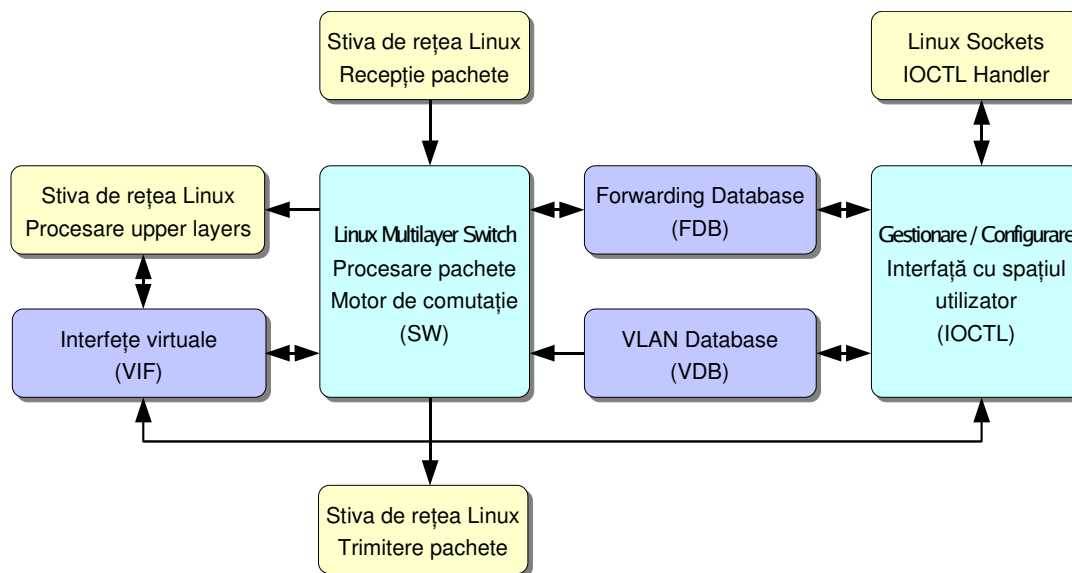 Stiva de rețea Linux
Recepție pachete
Linux Sockets
IOCTL Handler
Stiva de rețea Linux
Procesare upper layers
Linux Multilayer Switch
Procesare pachete
Motor de comutație
(SW)
Forwarding Database
(FDB)
Gestionare / Configurare
Interfață cu spațiul
utilizator
(IOCTL)
Interfețe virtuale
(VIF)
VLAN Database
(VDB)
Stiva de rețea Linux
Trimitere pachete